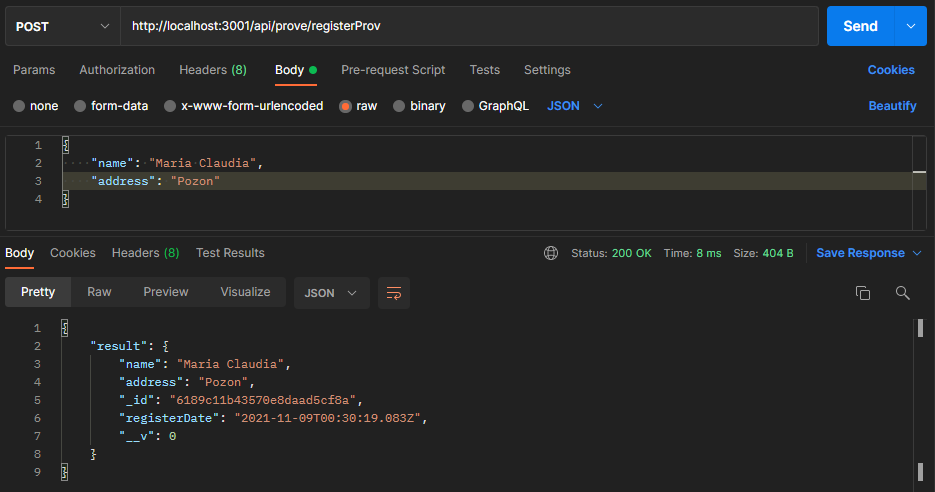 POST http://localhost:3001/api/prove/registerProv Send
Params Authorization Headers (8) Body Pre-request Script Tests Settings Cookies
none form-data x-www-form-urlencoded raw binary GraphQL JSON Beautify
1 {
2 "name": "Maria Claudia",
3 "address": "Pozon"
4 }
Body Cookies Headers (8) Test Results Status: 200 OK Time: 8 ms Size: 404 B Save Response
Pretty Raw Preview Visualize JSON
1 {
2 "result": {
3 "name": "Maria Claudia",
4 "address": "Pozon",
5 "_id": "6189c11b43570e8daad5cf8a",
6 "registerDate": "2021-11-09T00:30:19.083Z",
7 "__v": 0
8 }
9 }